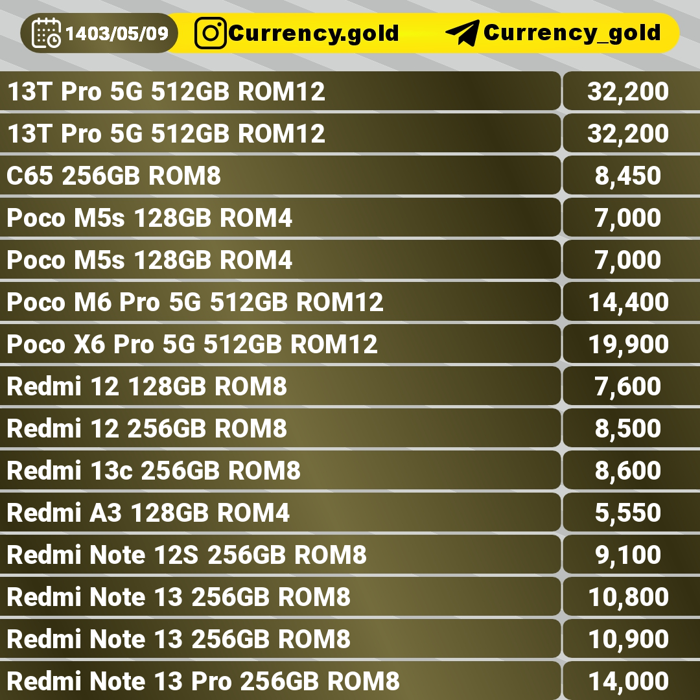 1403/05/09 Currency.gold Currency_gold
13T Pro 5G 512GB ROM12 32,200
13T Pro 5G 512GB ROM12 32,200
C65 256GB ROM8 8,450
Poco M5s 128GB ROM4 7,000
Poco M5s 128GB ROM4 7,000
Poco M6 Pro 5G 512GB ROM12 14,400
Poco X6 Pro 5G 512GB ROM12 19,900
Redmi 12 128GB ROM8 7,600
Redmi 12 256GB ROM8 8,500
Redmi 13c 256GB ROM8 8,600
Redmi A3 128GB ROM4 5,550
Redmi Note 12S 256GB ROM8 9,100
Redmi Note 13 256GB ROM8 10,800
Redmi Note 13 256GB ROM8 10,900
Redmi Note 13 Pro 256GB ROM8 14,000